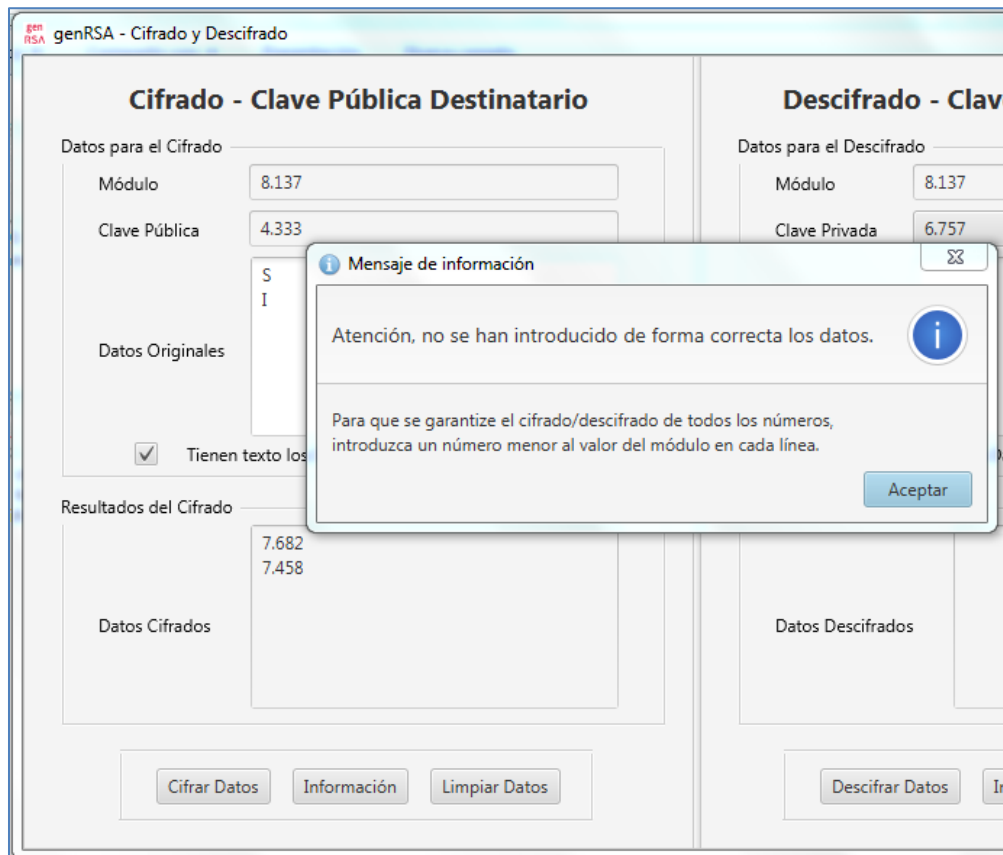 gen RSA genRSA - Cifrado y Descifrado
Cifrado - Clave Pública Destinatario
Datos para el Cifrado
Módulo 8.137
Clave Pública 4.333
Datos Originales
S
I
Tienen texto los
Resultados del Cifrado
Datos Cifrados
7.682
7.458
Cifrar Datos Información Limpiar Datos
Descifrado - Clav
Datos para el Descifrado
Módulo 8.137
Clave Privada 6.757
Datos Descifrados
Descifrar Datos
Mensaje de información
Atención, no se han introducido de forma correcta los datos.
Para que se garantize el cifrado/descifrado de todos los números,
introduzca un número menor al valor del módulo en cada línea.
Aceptar